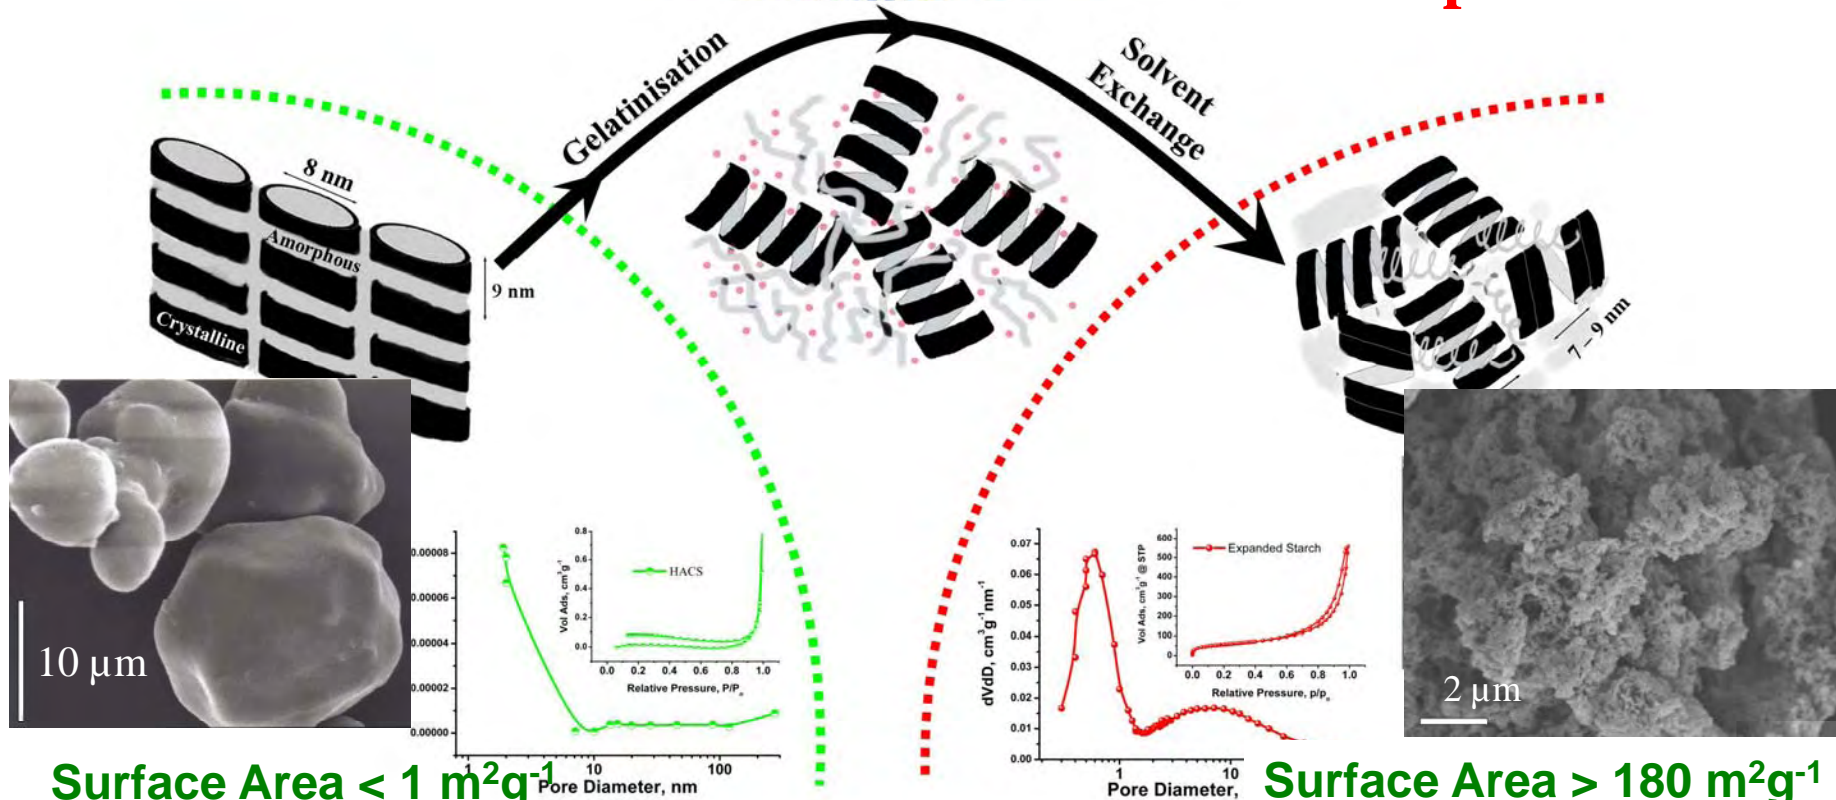 Gelatinisation
Solvent
Exchange
8 nm
Amorphous
9 nm
Crystalline
7 – 9 nm
10 µm
0.00008
0.00006
0.00004
0.00002
0.00000
1
10
100
Pore Diameter, nm
0.8
0.6
0.4
0.2
0.0
Vol Ads, cm³g⁻¹
HACS
0.0 0.2 0.4 0.6 0.8 1.0
Relative Pressure, P/Pₒ
dVdD, cm³g⁻¹nm⁻¹
0.07
0.06
0.05
0.04
0.03
0.02
0.01
0.00
1
10
Pore Diameter,
Vol Ads, cm³g⁻¹ @ STP
600
500
400
300
200
100
0
Expanded Starch
0.0 0.2 0.4 0.6 0.8 1.0
Relative Pressure, p/pₒ
2 µm
Surface Area < 1 m²g⁻¹
Surface Area > 180 m²g⁻¹